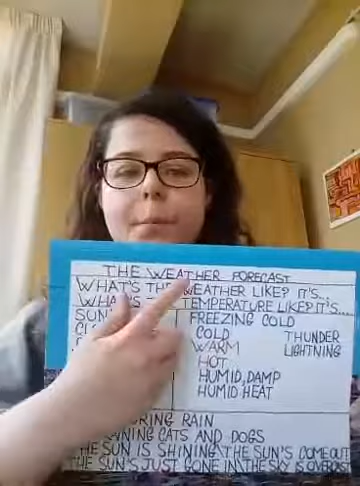 THE WEATHER FORECAST
WHAT'S THE WEATHER LIKE? IT'S...
WHAT'S THE TEMPERATURE LIKE? IT'S...
FREEZING COLD
COLD
WARM
HOT
HUMID, DAMP
HUMID HEAT
THUNDER
LIGHTNING
RAIN
CATS AND DOGS
THE SUN IS SHINING THE SUN'S COME OUT
THE SUN'S JUST GONE IN THE SKY IS OVERCAST